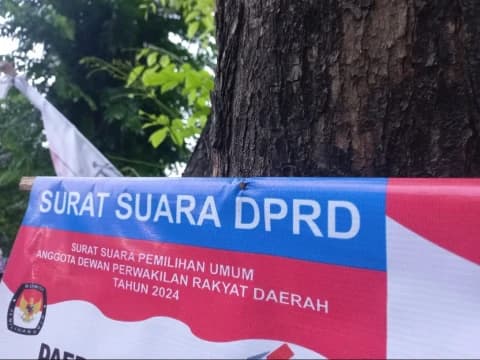 SURAT SUARA DPRD
SURAT SUARA PEMILIHAN UMUM
ANGGOTA DEWAN PERWAKILAN RAKYAT DAERAH
TAHUN 2024